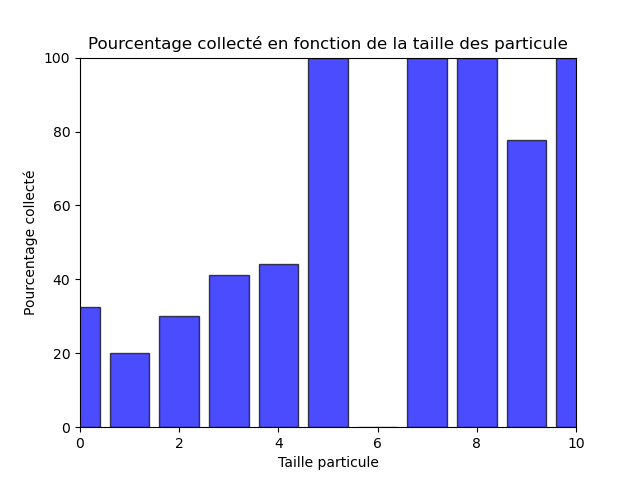 Pourcentage collecté en fonction de la taille des particule
100
80
60
40
20
0
Pourcentage collecté
0 2 4 6 8 10
Taille particule